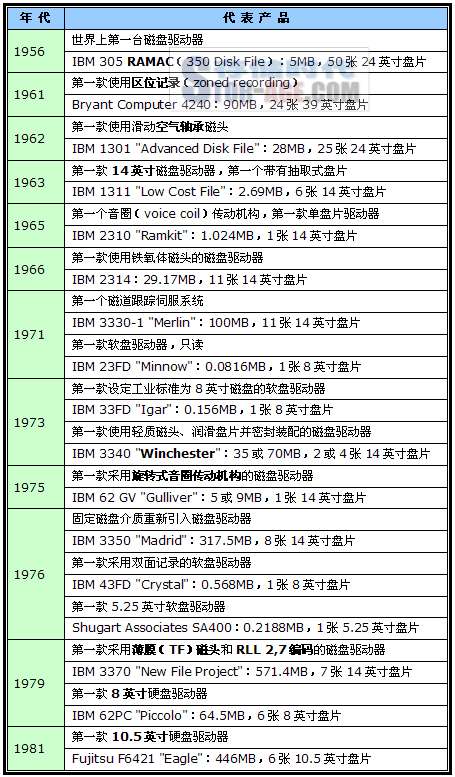 年 代 代 表 产 品
1956
世界上第一台磁盘驱动器
IBM 305 RAMAC（350 Disk File）：5MB，50 张 24 英寸盘片
1961
第一款使用区位记录（zoned recording）
Bryant Computer 4240：90MB，24 张 39 英寸盘片
1962
第一款使用滑动空气轴承磁头
IBM 1301 "Advanced Disk File"：28MB，25 张 24 英寸盘片
1963
第一款 14 英寸磁盘驱动器，第一个带有抽取式盘片
IBM 1311 "Low Cost File"：2.69MB，6 张 14 英寸盘片
1965
第一个音圈（voice coil）传动机构，第一款单盘片驱动器
IBM 2310 "Ramkit"：1.024MB，1 张 14 英寸盘片
1966
第一款使用铁氧体磁头的磁盘驱动器
IBM 2314：29.17MB，11 张 14 英寸盘片
1971
第一个磁道跟踪伺服系统
IBM 3330-1 "Merlin"：100MB，11 张 14 英寸盘片
第一款软盘驱动器，只读
IBM 23FD "Minnow"：0.0816MB，1 张 8 英寸盘片
1973
第一款设定工业标准为 8 英寸磁盘的软盘驱动器
IBM 33FD "Igar"：0.156MB，1 张 8 英寸盘片
第一款使用轻质磁头、润滑盘片并密封装配的磁盘驱动器
IBM 3340 "Winchester"：35 或 70MB，2 或 4 张 14 英寸盘片
1975
第一款采用旋转式音圈传动机构的磁盘驱动器
IBM 62 GV "Gulliver"：5 或 9MB，1 张 14 英寸盘片
1976
固定磁盘介质重新引入磁盘驱动器
IBM 3350 "Madrid"：317.5MB，8 张 14 英寸盘片
第一款采用双面记录的软盘驱动器
IBM 43FD "Crystal"：0.568MB，1 张 8 英寸盘片
第一款 5.25 英寸软盘驱动器
Shugart Associates SA400：0.2188MB，1 张 5.25 英寸盘片
1979
第一款采用薄膜（TF）磁头和 RLL 2,7 编码的磁盘驱动器
IBM 3370 "New File Project"：571.4MB，7 张 14 英寸盘片
第一款 8 英寸硬盘驱动器
IBM 62PC "Piccolo"：64.5MB，6 张 8 英寸盘片
1981
第一款 10.5 英寸硬盘驱动器
Fujitsu F6421 "Eagle"：446MB，6 张 10.5 英寸盘片